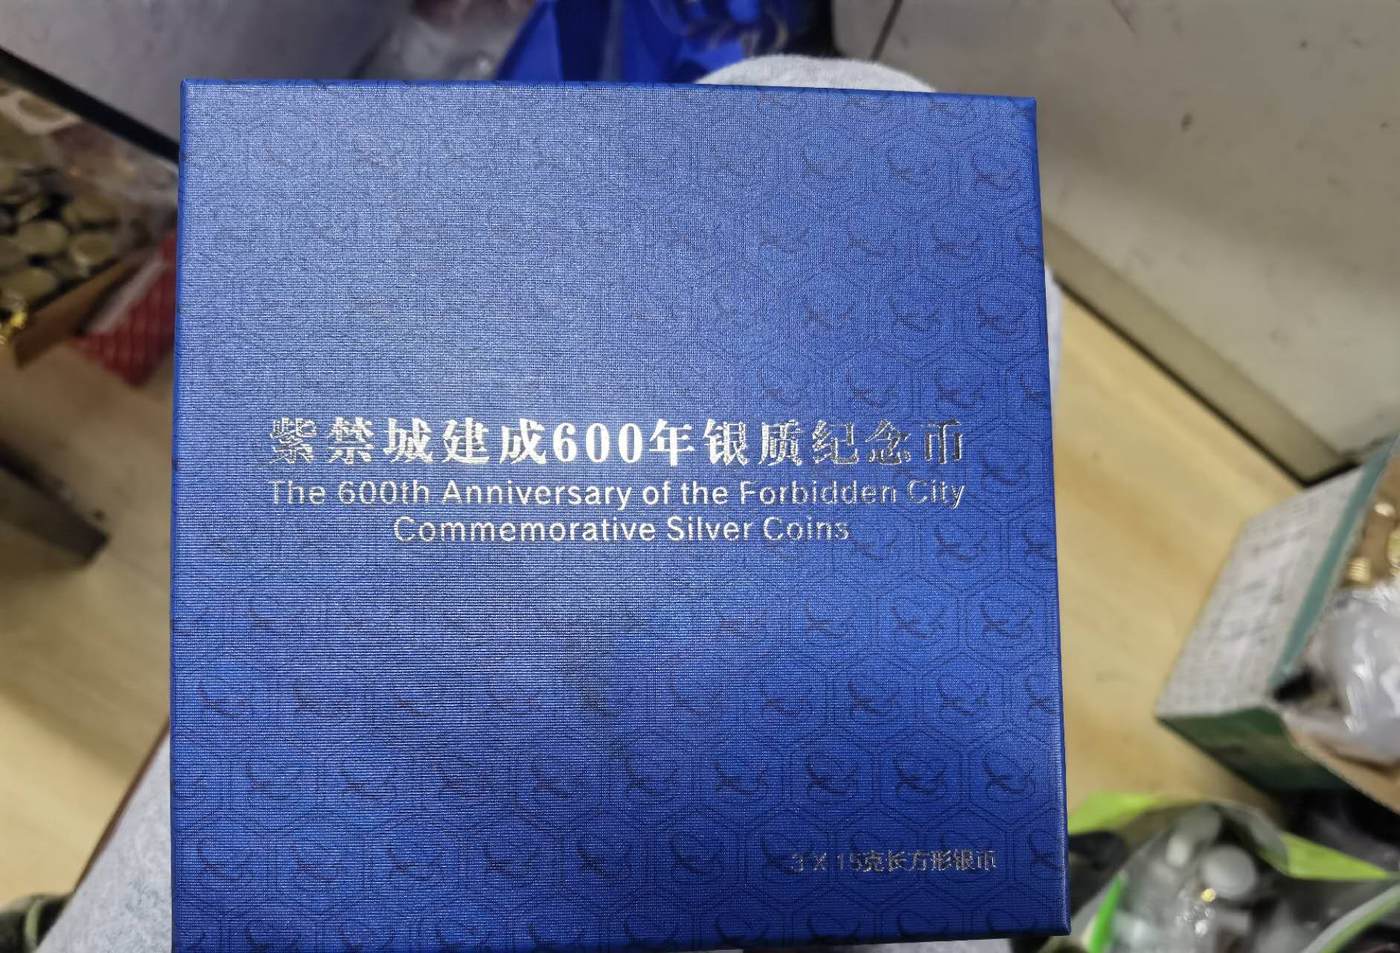 紫禁城建成600年银质纪念币
The 600th Anniversary of the Forbidden City
Commemorative Silver Coins
3 X 15克长方形银币